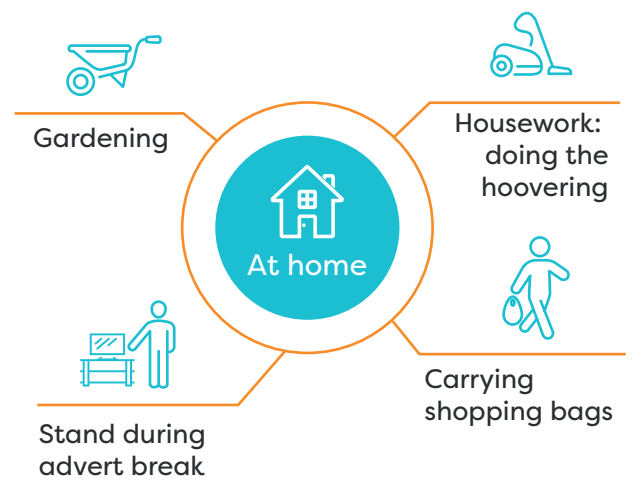 Gardening
Housework:
doing the
hoovering
At home
Stand during
advert break
Carrying
shopping bags